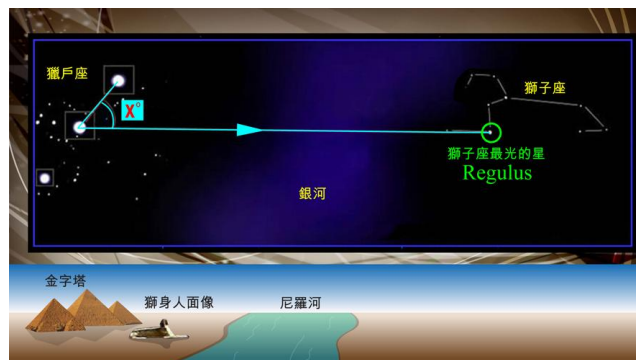 獵戶座
X°
獅子座
獅子座最光的星
Regulus
銀河
金字塔
獅身人面像
尼羅河